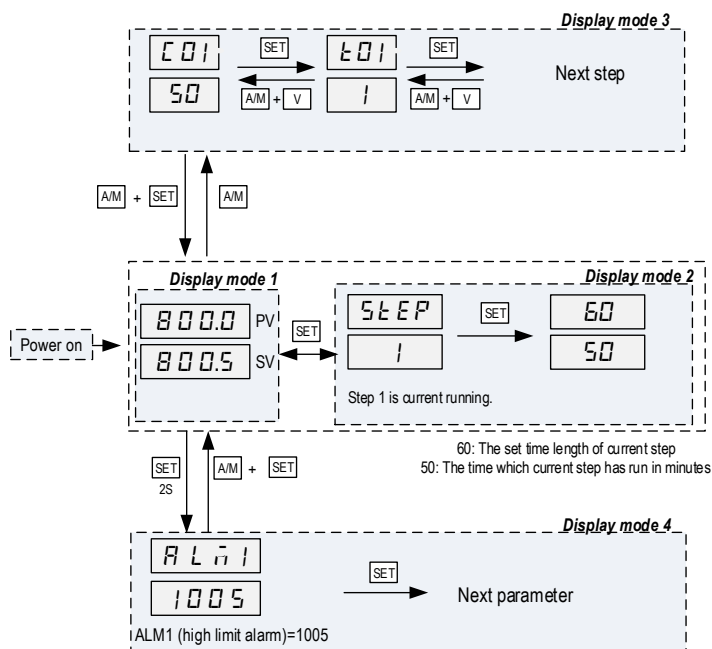 Display mode 3
C 01 SET t 01 SET Next step
50 A/M + V 1 A/M + V
A/M + SET A/M
Display mode 1 Display mode 2
800.0 PV SET StEP SET 60
Power on 800.5 SV 1 50
Step 1 is current running.
60: The set time length of current step
50: The time which current step has run in minutes
SET A/M + SET
2S
Display mode 4
ALM1 SET Next parameter
1005
ALM1 (high limit alarm)=1005